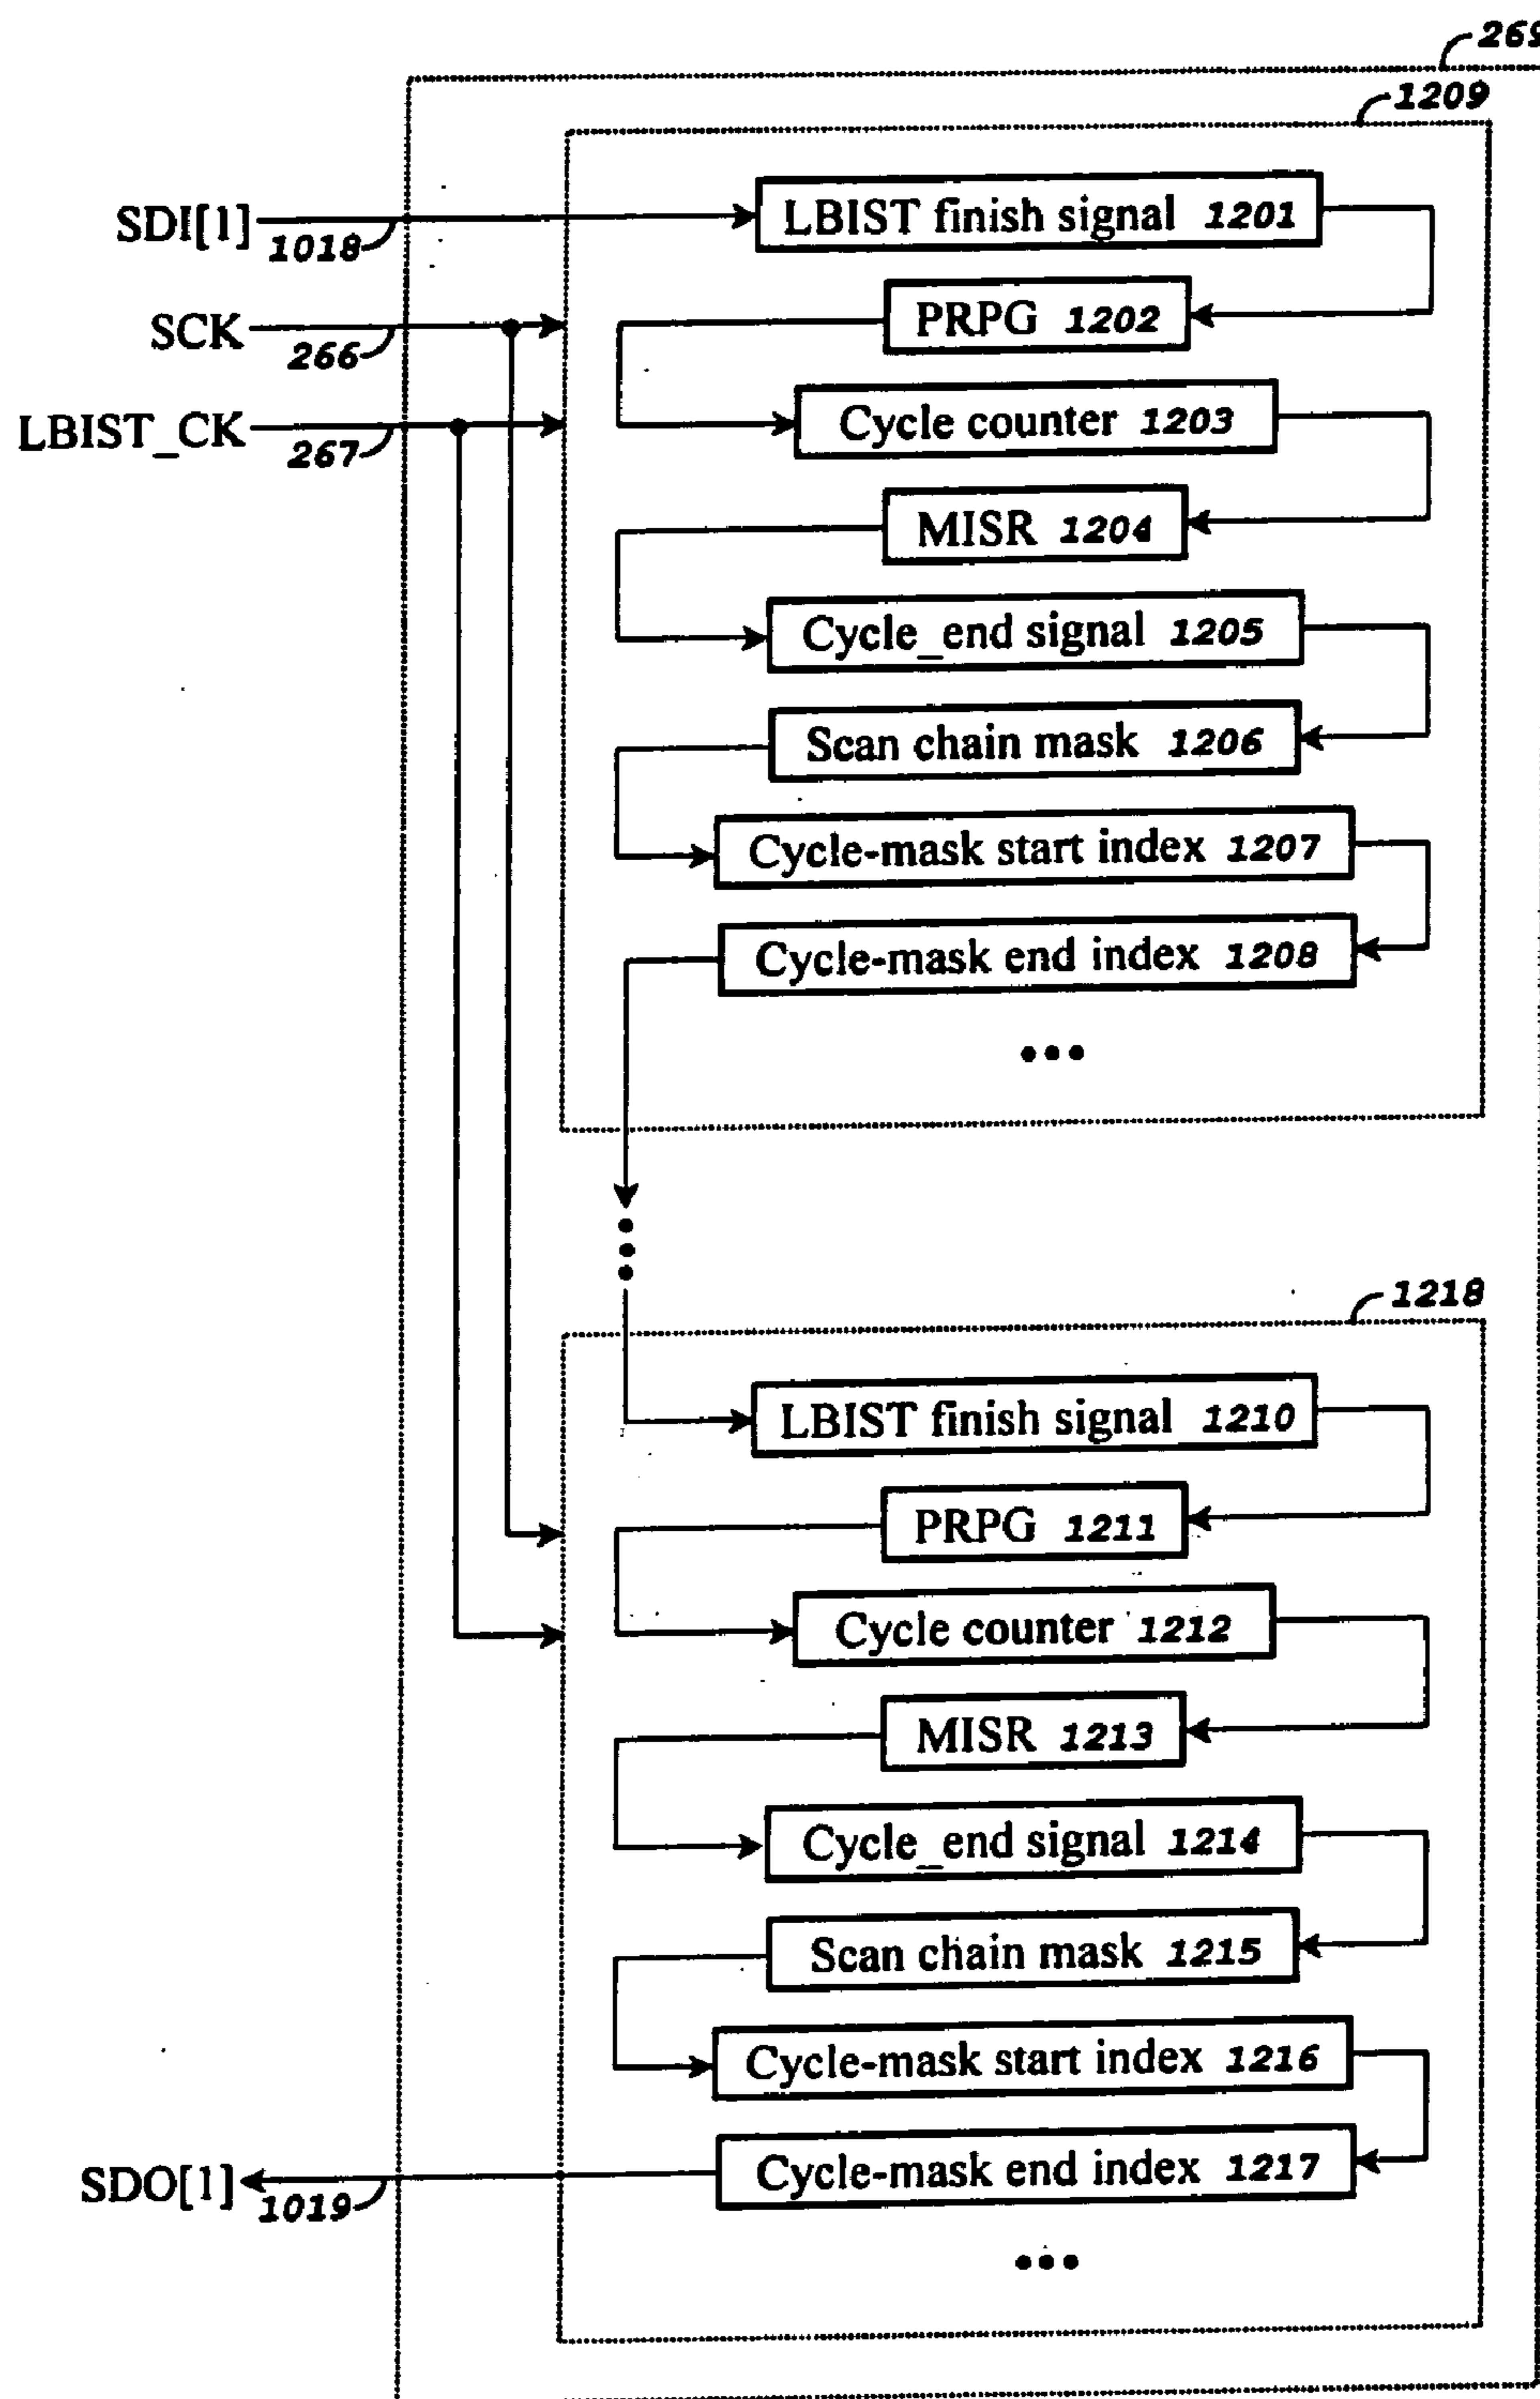 269
1209
SDI[1] 1018
LBIST finish signal 1201
PRPG 1202
SCK 266
Cycle counter 1203
LBIST_CK 267
MISR 1204
Cycle_end signal 1205
Scan chain mask 1206
Cycle-mask start index 1207
Cycle-mask end index 1208
•••
1218
LBIST finish signal 1210
PRPG 1211
Cycle counter 1212
MISR 1213
Cycle_end signal 1214
Scan chain mask 1215
Cycle-mask start index 1216
Cycle-mask end index 1217
SDO[1] 1019
•••